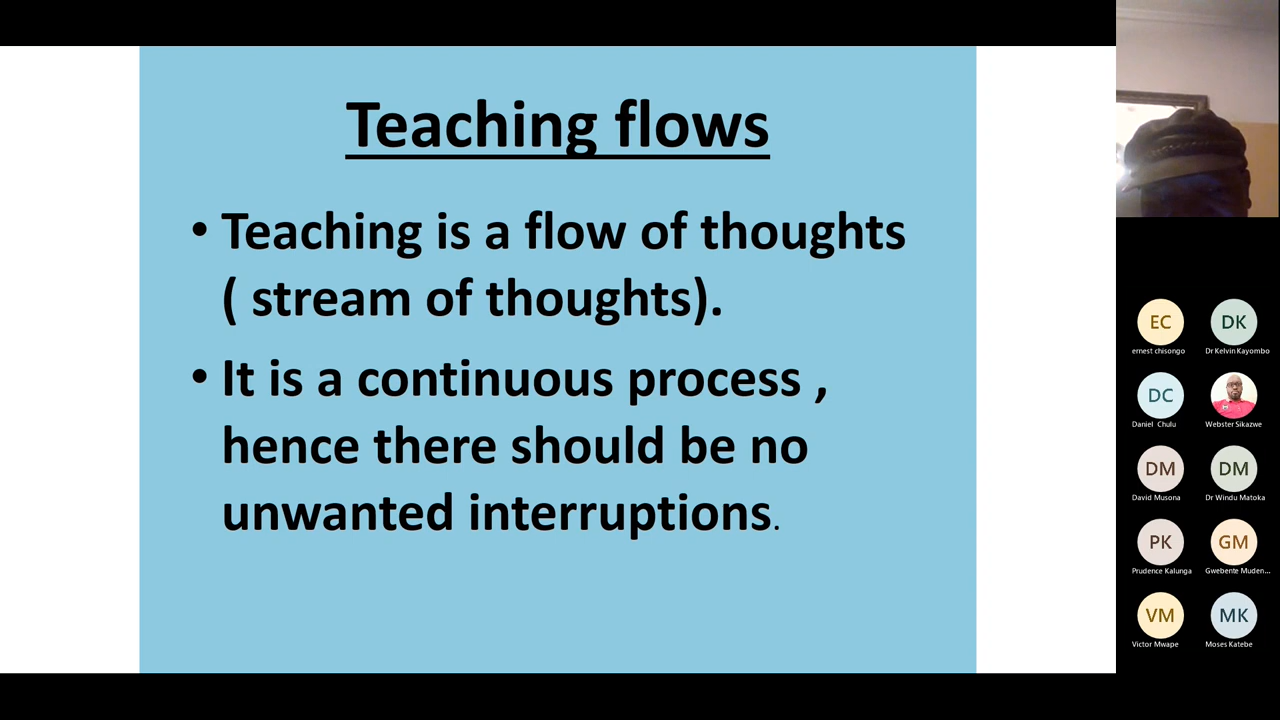 Teaching flows
• Teaching is a flow of thoughts
( stream of thoughts).
• It is a continuous process ,
hence there should be no
unwanted interruptions.
EC
DK
ernest chisongo
Dr Kelvin Kayombo
DC
Daniel Chulu
Webster Sikazwe
DM
DM
David Musona
Dr Windu Matoka
PK
GM
Prudence Kalunga
Gwebente Muden...
VM
MK
Victor Mwape
Moses Katebe